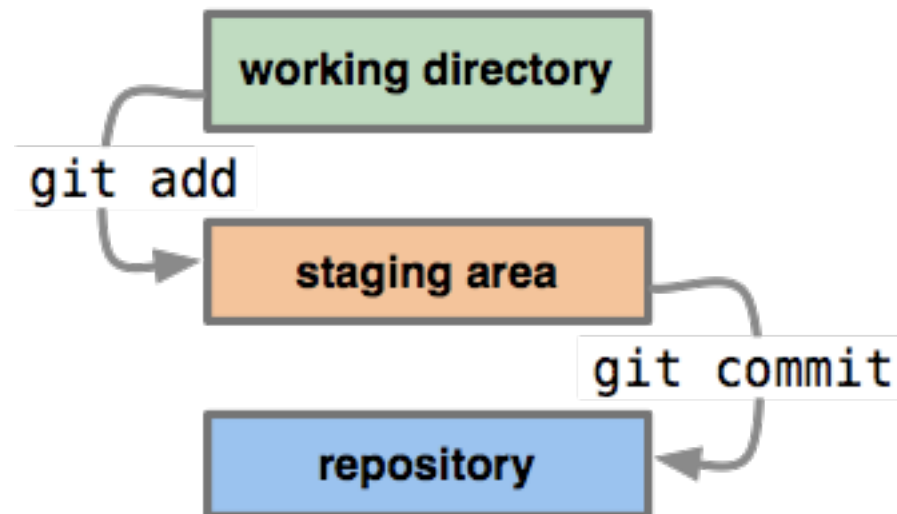 working directory
git add
staging area
git commit
repository